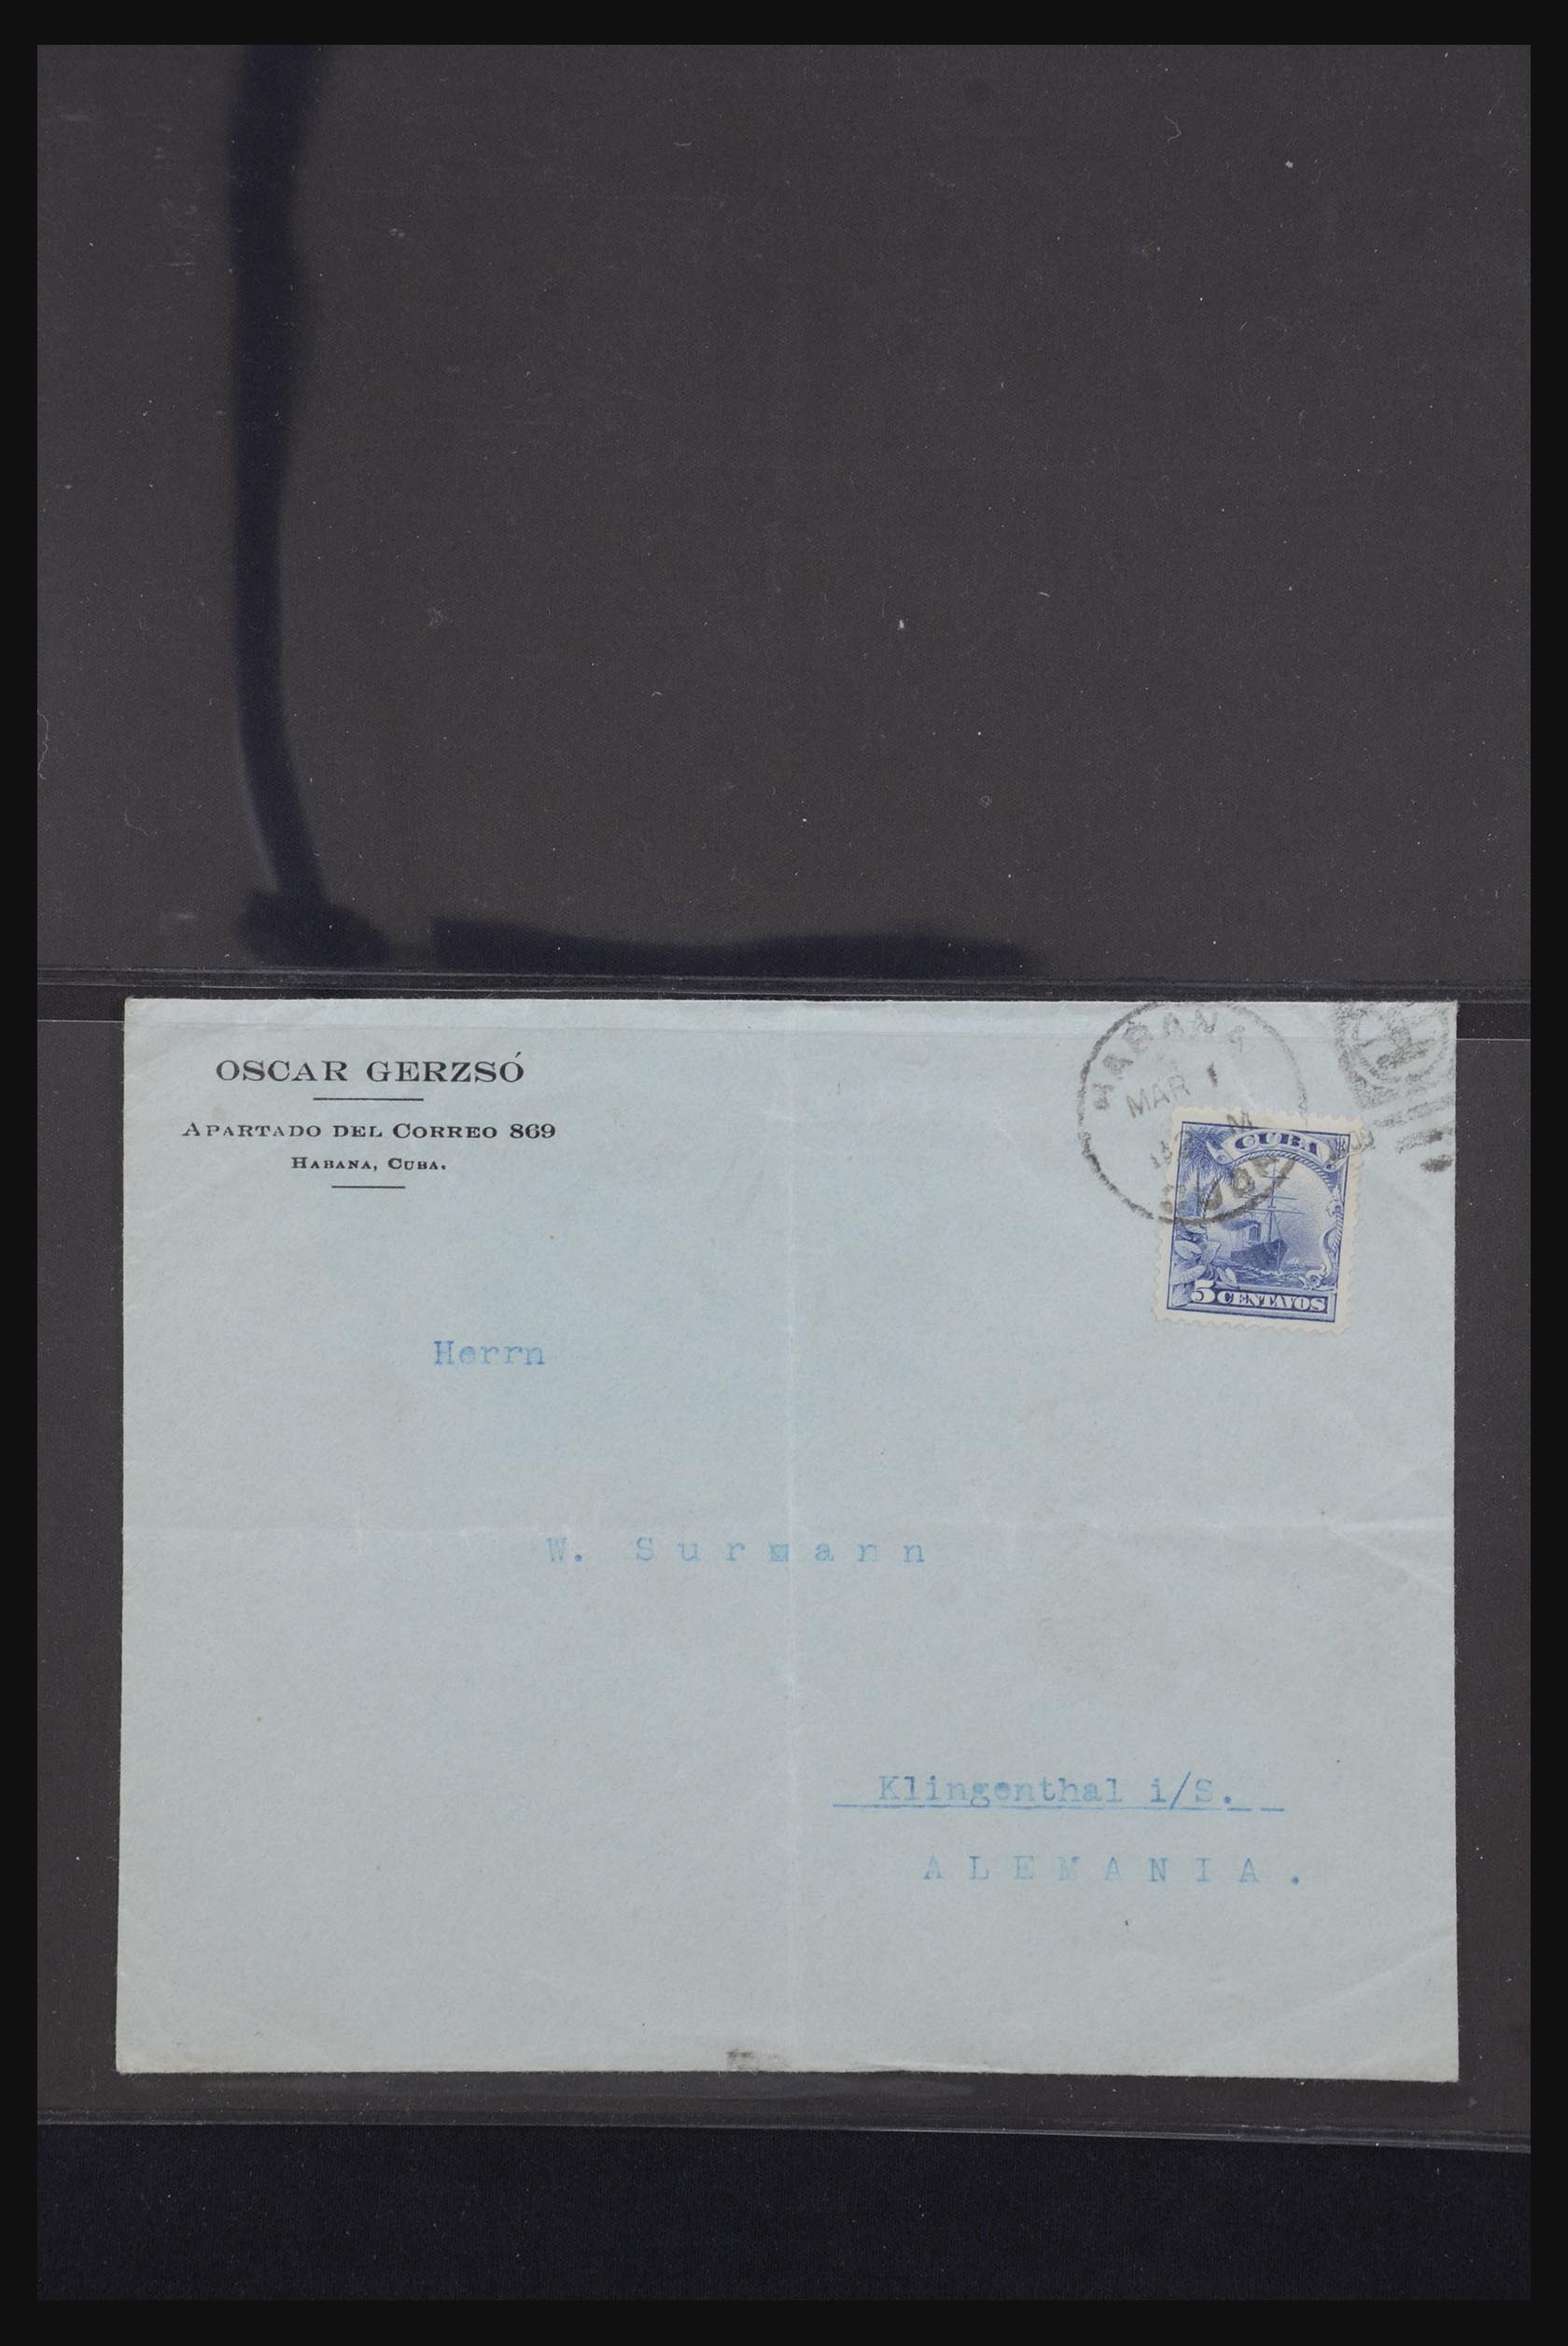 OSCAR GERZSÓ
APARTADO DEL CORREO 869
HABANA, CUBA.
HABANA
MAR 1
M
CUBA
5 CENTAVOS
Herrn
W. Surmann
Klingenthal i/S.
ALEMANIA.